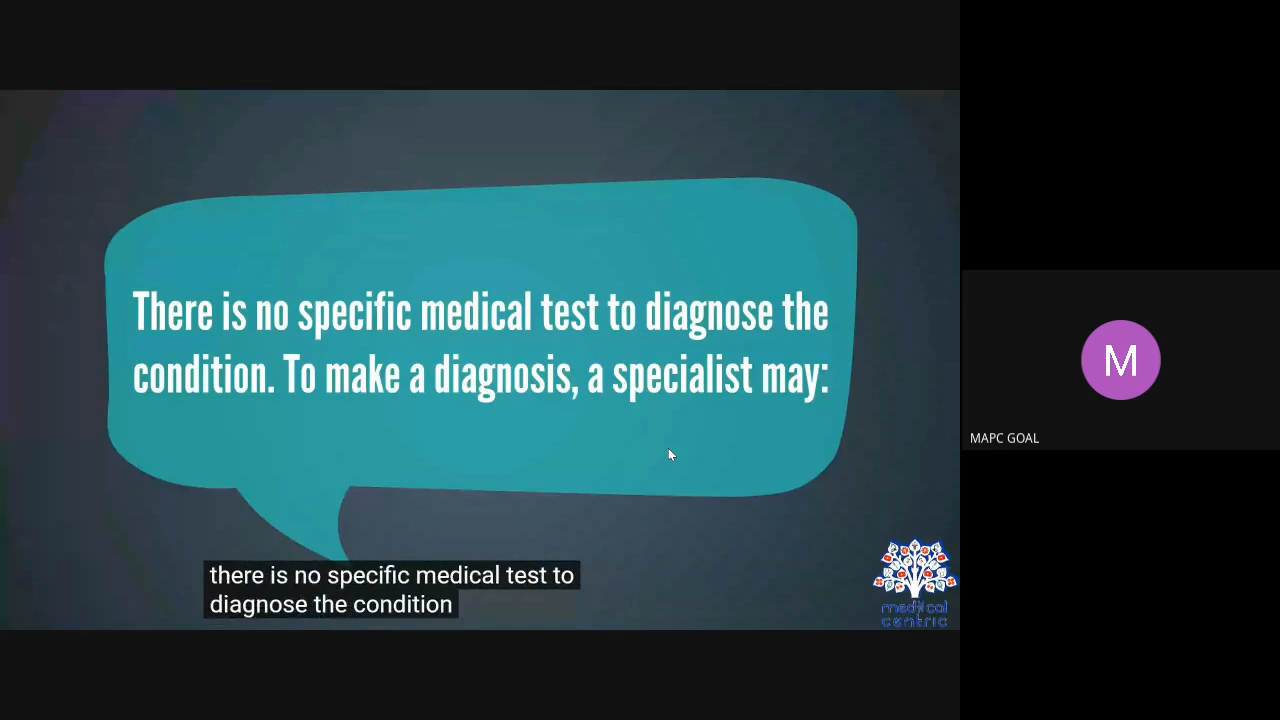 There is no specific medical test to diagnose the
condition. To make a diagnosis, a specialist may:
there is no specific medical test to
diagnose the condition
medical
centric
M
MAPC GOAL